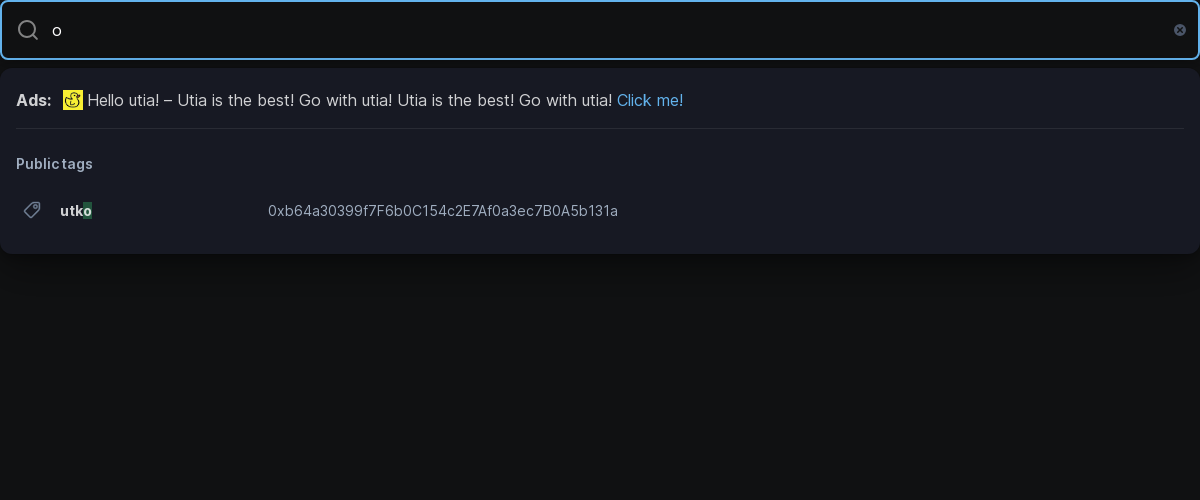 o
Ads: Hello utia! – Utia is the best! Go with utia! Utia is the best! Go with utia! Click me!
Public tags
utko 0xb64a30399f7F6b0C154c2E7Af0a3ec7B0A5b131a